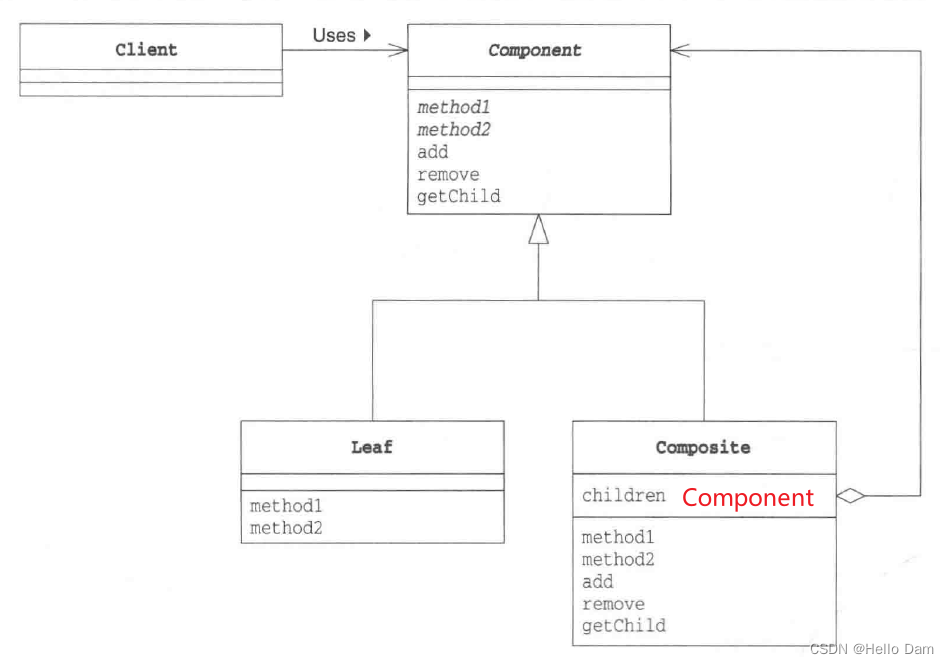 Client
Uses
Component
method1
method2
add
remove
getChild
Leaf
method1
method2
Composite
children Component
method1
method2
add
remove
getChild
CSDN @Hello Dam